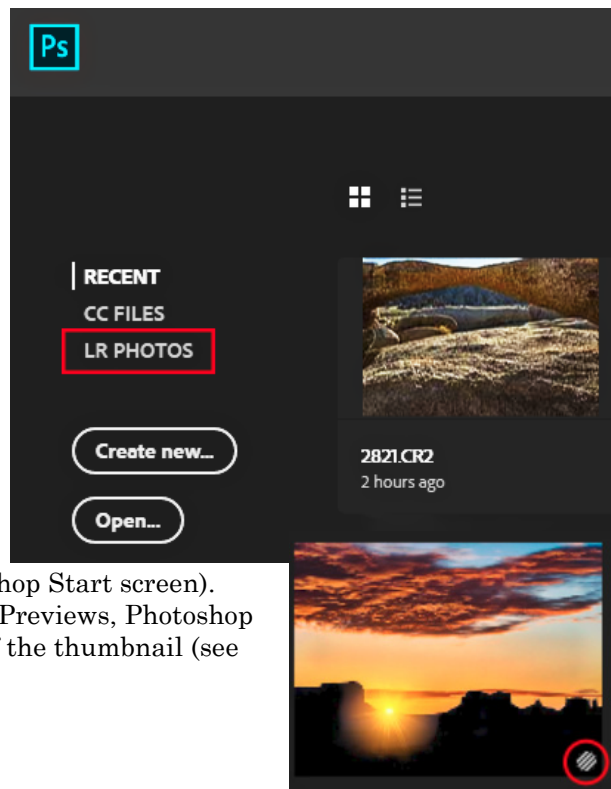 Ps
RECENT
CC FILES
LR PHOTOS
Create new...
2821.CR2
2 hours ago
Open...
hop Start screen).
Previews, Photoshop
the thumbnail (see